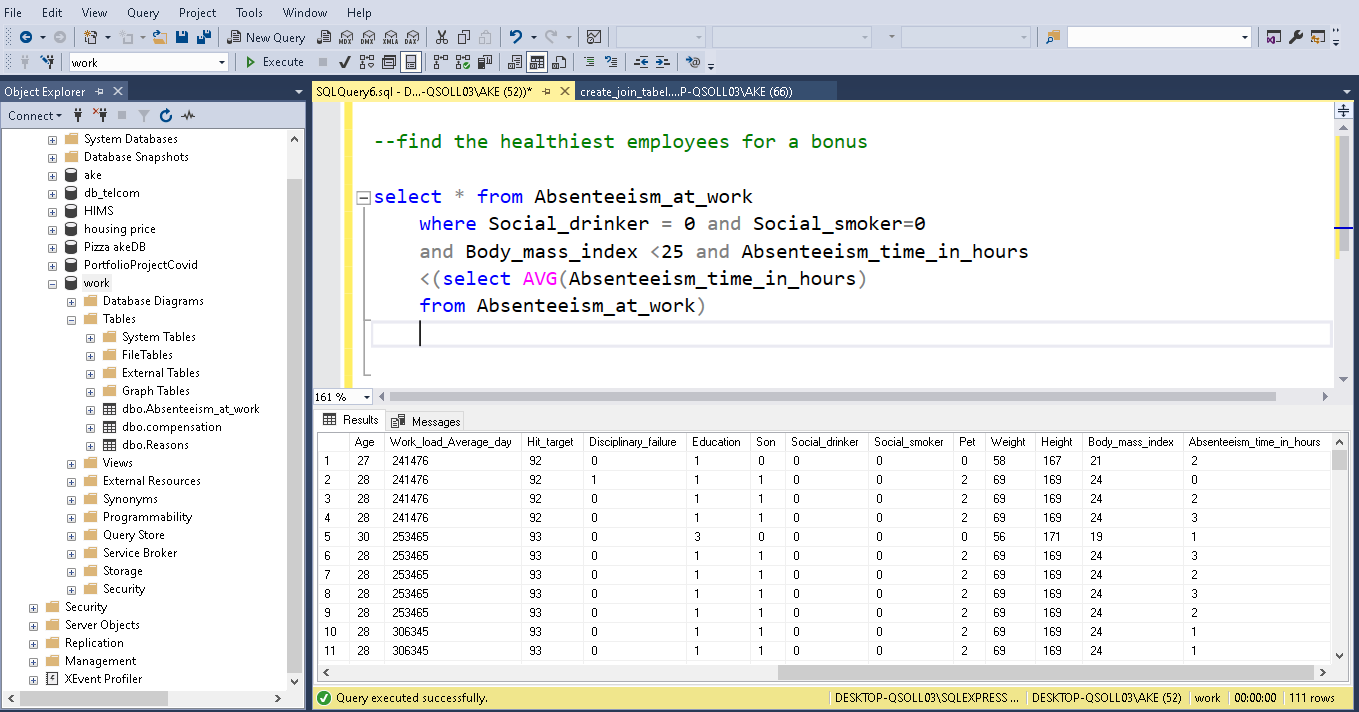 File Edit View Query Project Tools Window Help
New Query MDX DMX XMLA DAX
work Execute
Object Explorer
SQLQuery6.sql - D...-QSOLL03\AKE (52))* create_join_tabel....P-QSOLL03\AKE (66))
Connect
System Databases
Database Snapshots
ake
db_telcom
HIMS
housing price
Pizza akeDB
PortfolioProjectCovid
work
Database Diagrams
Tables
System Tables
FileTables
External Tables
Graph Tables
dbo.Absenteeism_at_work
dbo.compensation
dbo.Reasons
Views
External Resources
Synonyms
Programmability
Query Store
Service Broker
Storage
Security
Security
Server Objects
Replication
Management
XEvent Profiler
--find the healthiest employees for a bonus
select * from Absenteeism_at_work
where Social_drinker = 0 and Social_smoker=0
and Body_mass_index <25 and Absenteeism_time_in_hours
<(select AVG(Absenteeism_time_in_hours)
from Absenteeism_at_work)
161 %
Results Messages
Age Work_load_Average_day Hit_target Disciplinary_failure Education Son Social_drinker Social_smoker Pet Weight Height Body_mass_index Absenteeism_time_in_hours
1 27 241476 92 0 1 0 0 0 0 58 167 21 2
2 28 241476 92 1 1 1 0 0 2 69 169 24 0
3 28 241476 92 0 1 1 0 0 2 69 169 24 2
4 28 241476 92 0 1 1 0 0 2 69 169 24 3
5 30 253465 93 0 3 0 0 0 0 56 171 19 1
6 28 253465 93 0 1 1 0 0 2 69 169 24 3
7 28 253465 93 0 1 1 0 0 2 69 169 24 2
8 28 253465 93 0 1 1 0 0 2 69 169 24 3
9 28 253465 93 0 1 1 0 0 2 69 169 24 2
10 28 306345 93 0 1 1 0 0 2 69 169 24 1
11 28 306345 93 0 1 1 0 0 2 69 169 24 1
Query executed successfully. DESKTOP-QSOLL03\SQLEXPRESS ... DESKTOP-QSOLL03\AKE (52) work 00:00:00 111 rows